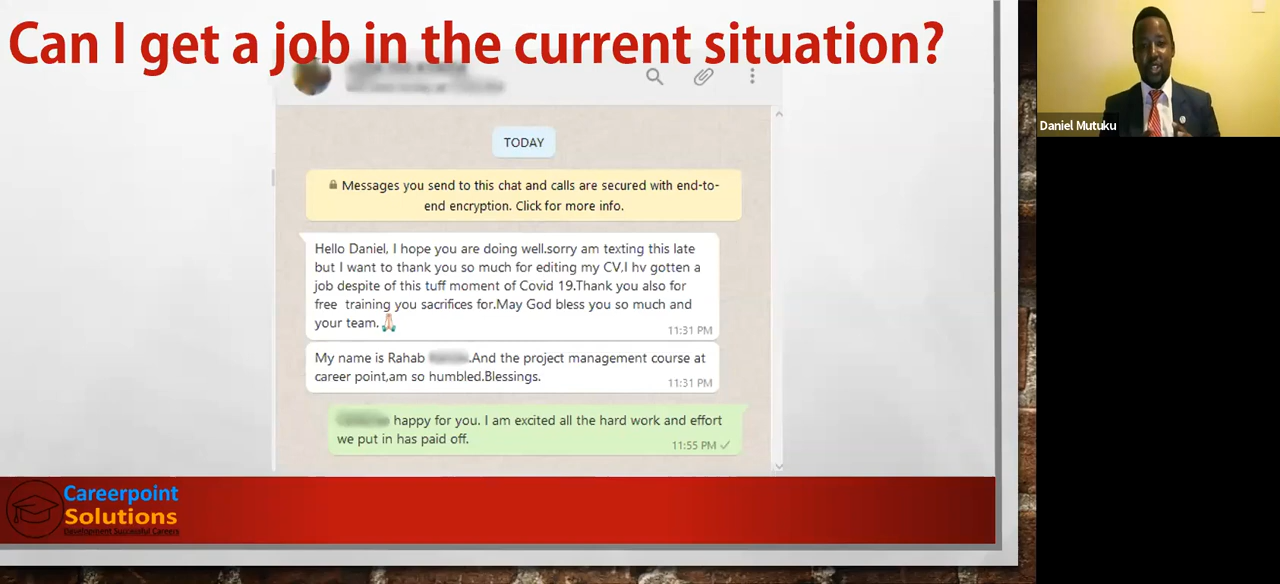 Can I get a job in the current situation?
Daniel Mutuku
TODAY
Messages you send to this chat and calls are secured with end-to-
end encryption. Click for more info.
Hello Daniel, I hope you are doing well.sorry am texting this late
but I want to thank you so much for editing my CV.I hv gotten a
job despite of this tuff moment of Covid 19.Thank you also for
free training you sacrifices for.May God bless you so much and
your team.
11:31 PM
My name is Rahab .And the project management course at
career point,am so humbled.Blessings.
11:31 PM
happy for you. I am excited all the hard work and effort
we put in has paid off.
11:55 PM
Careerpoint
Solutions
Development Successful Careers